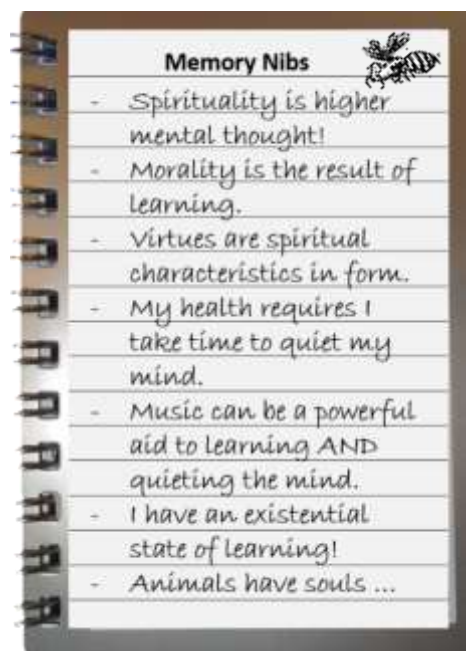 Memory Nibs
- Spirituality is higher
mental thought!
- Morality is the result of
learning.
- Virtues are spiritual
characteristics in form.
- My health requires I
take time to quiet my
mind.
- Music can be a powerful
aid to learning AND
quieting the mind.
- I have an existential
state of learning!
- Animals have souls ...